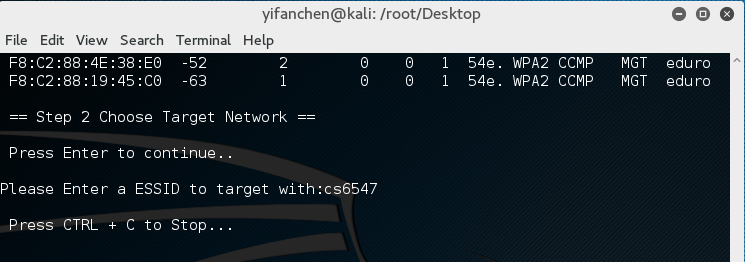 yifanchen@kali: /root/Desktop
File Edit View Search Terminal Help
F8:C2:88:4E:38:E0 -52 2 0 0 1 54e. WPA2 CCMP MGT eduro
F8:C2:88:19:45:C0 -63 1 0 0 1 54e. WPA2 CCMP MGT eduro
== Step 2 Choose Target Network ==
Press Enter to continue..
Please Enter a ESSID to target with:cs6547
Press CTRL + C to Stop...